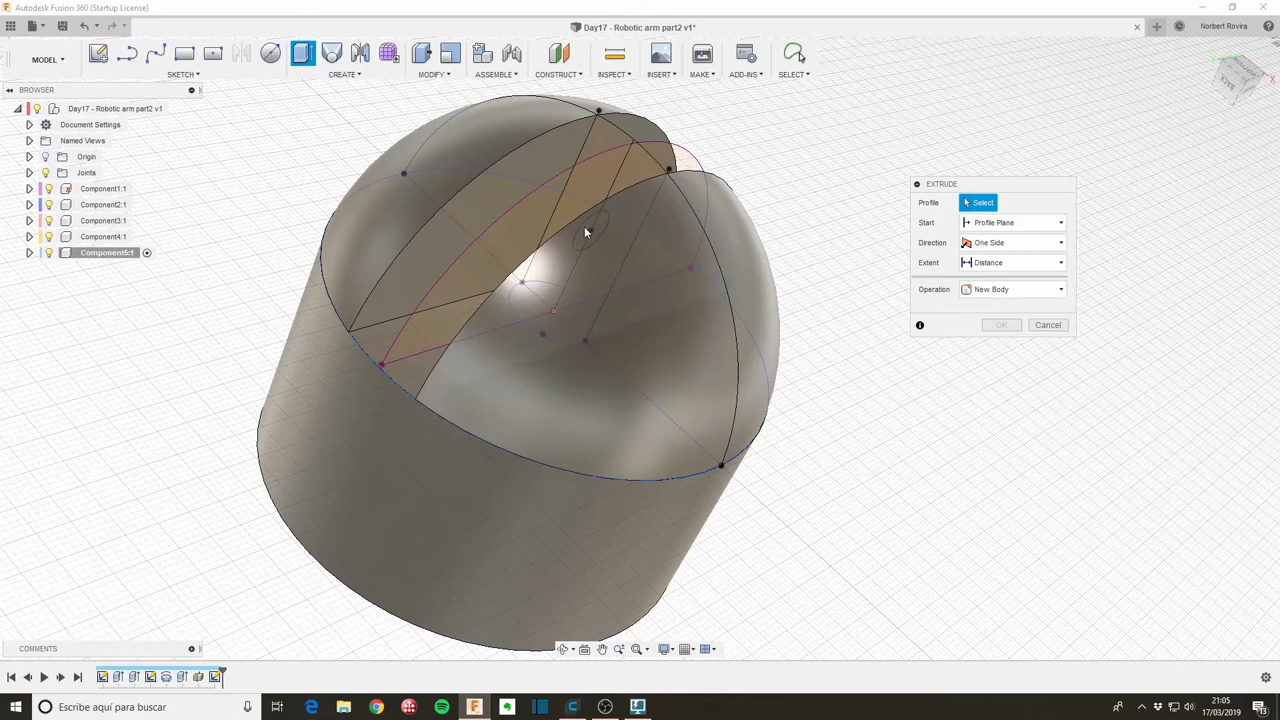 Autodesk Fusion 360 (Startup License)
Day17 - Robotic arm part2 v1*
Norbert Rovira
MODEL
SKETCH
CREATE
MODIFY
ASSEMBLE
CONSTRUCT
INSPECT
INSERT
MAKE
ADD-INS
SELECT
BROWSER
Day17 - Robotic arm part2 v1
Document Settings
Named Views
Origin
Joints
Component1:1
Component2:1
Component3:1
Component4:1
Component5:1
BACK
EXTRUDE
Profile Select
Start Profile Plane
Direction One Side
Extent Distance
Operation New Body
OK Cancel
COMMENTS
Escribe aquí para buscar
21:05
17/03/2019